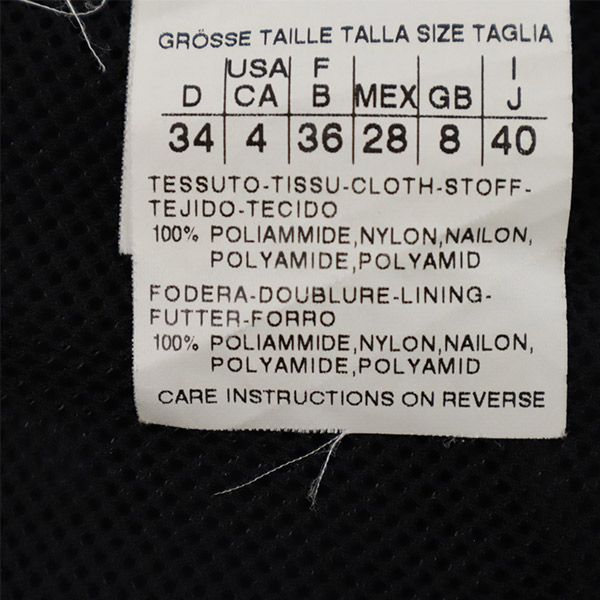 GRÖSSE TAILLE TALLA SIZE TAGLIA
D USA CA F B MEX GB I J
34 4 36 28 8 40
TESSUTO-TISSU-CLOTH-STOFF-
TEJIDO-TECIDO
100% POLIAMMIDE,NYLON,NAILON,
POLYAMIDE,POLYAMID
FODERA-DOUBLURE-LINING-
FUTTER-FORRO
100% POLIAMMIDE,NYLON,NAILON,
POLYAMIDE,POLYAMID
CARE INSTRUCTIONS ON REVERSE